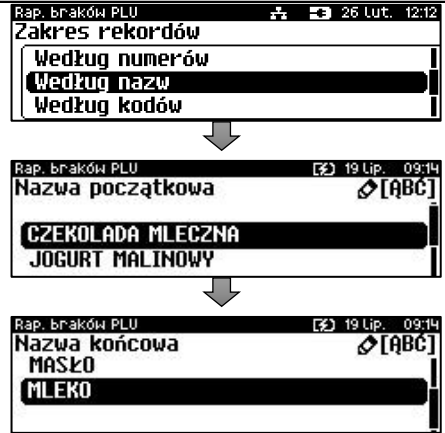 Rap. braków PLU 26 Lut. 12:12
Zakres rekordów
Według numerów
Według nazw
Według kodów
Rap. braków PLU 19 Lip. 09:14
Nazwa początkowa [ĄBĆ]
CZEKOLADA MLECZNA
JOGURT MALINOWY
Rap. braków PLU 19 Lip. 09:14
Nazwa końcowa [ĄBĆ]
MASŁO
MLEKO